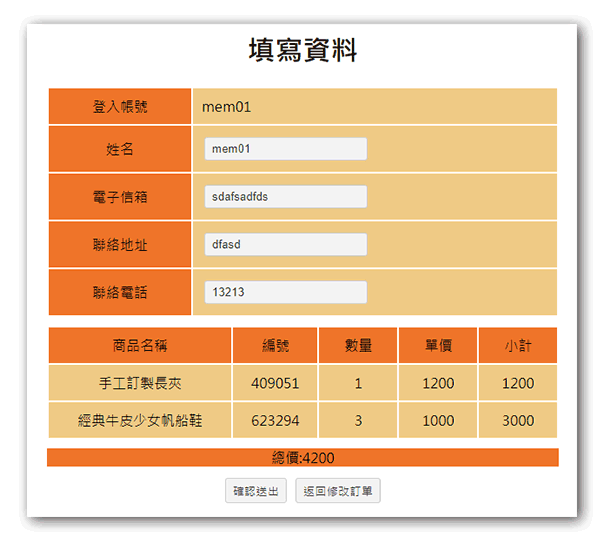 填寫資料
登入帳號 mem01
姓名 mem01
電子信箱 sdafsadfds
聯絡地址 dfasd
聯絡電話 13213
商品名稱 編號 數量 單價 小計
手工訂製長夾 409051 1 1200 1200
經典牛皮少女帆船鞋 623294 3 1000 3000
總價:4200
確認送出 返回修改訂單